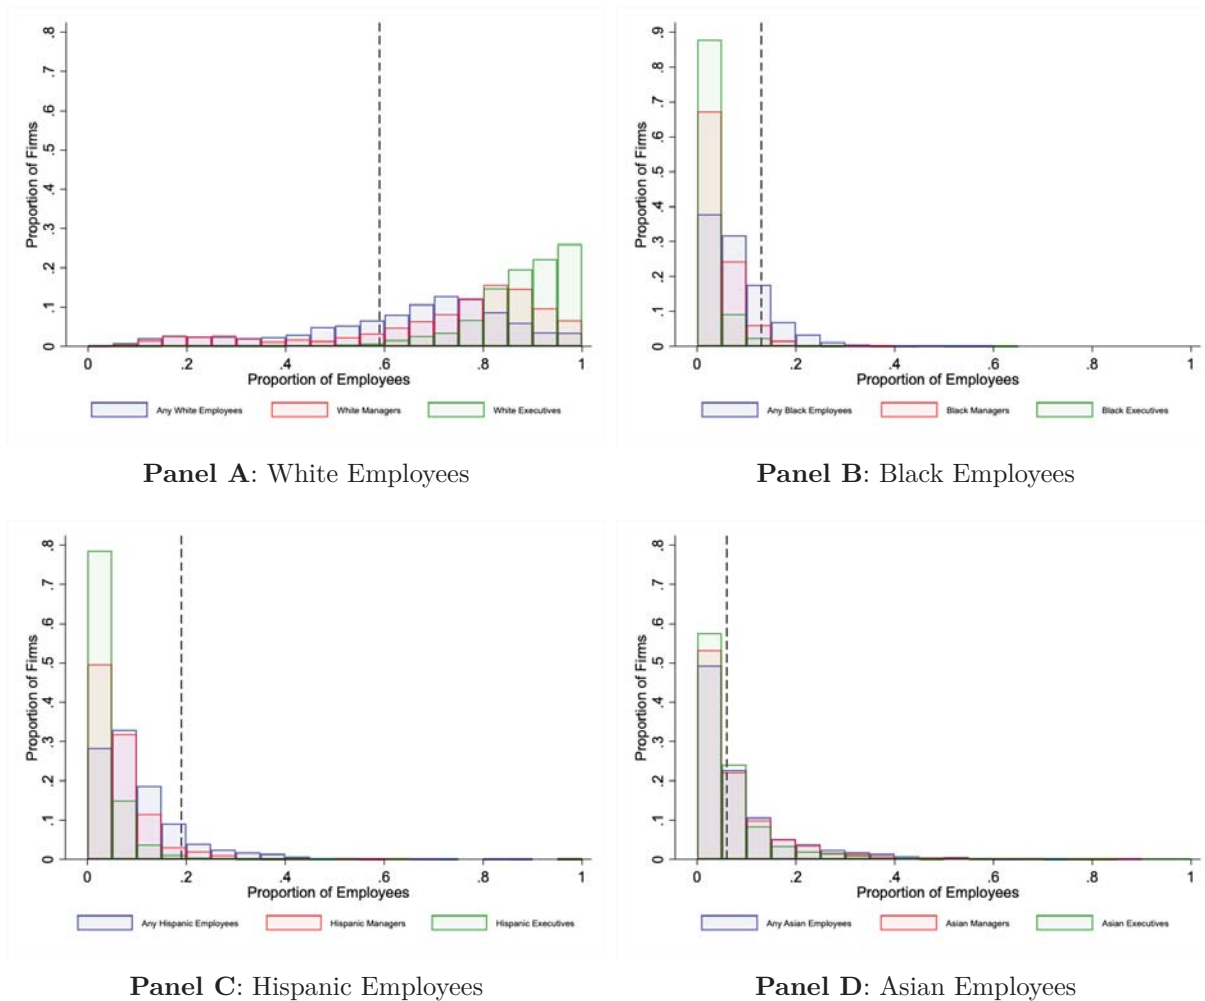 .8
.7
.6
.5
.4
.3
.2
.1
0
Proportion of Firms
0 .2 .4 .6 .8 1
Proportion of Employees
Any White Employees White Managers White Executives
Panel A: White Employees
.9
.8
.7
.6
.5
.4
.3
.2
.1
0
Proportion of Firms
0 .2 .4 .6 .8 1
Proportion of Employees
Any Black Employees Black Managers Black Executives
Panel B: Black Employees
.8
.7
.6
.5
.4
.3
.2
.1
0
Proportion of Firms
0 .2 .4 .6 .8 1
Proportion of Employees
Any Hispanic Employees Hispanic Managers Hispanic Executives
Panel C: Hispanic Employees
.8
.7
.6
.5
.4
.3
.2
.1
0
Proportion of Firms
0 .2 .4 .6 .8 1
Proportion of Employees
Any Asian Employees Asian Managers Asian Executives
Panel D: Asian Employees